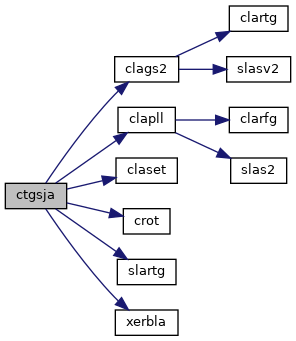 ctgsja
clags2
clapll
claset
crot
slartg
xerbla
clartg
slasv2
clarfg
slas2